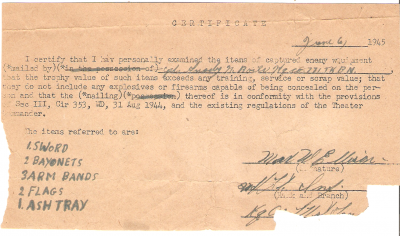 CERTIFICATE
June 6, 1945
I certify that I hav personally examined the items of captured enemy equipment
(*mailed by)(*in the possession of)
that the trophy value of such items exceeds any training, service or scrap value; that
they do not include any explosives or firearms capable of being concealed on the per-
on and that the (*mailing)(*possession) thereof is in conformity with the provisions
Sec III, Cir 353, WD, 31 Aug 1944, and the existing regulations of the Theater
mmander.
The items referred to are:
1 SWORD
2 BAYONETS
3 ARM BANDS
2 FLAGS
1 ASH TRAY
ature)
(Rank and Branch)